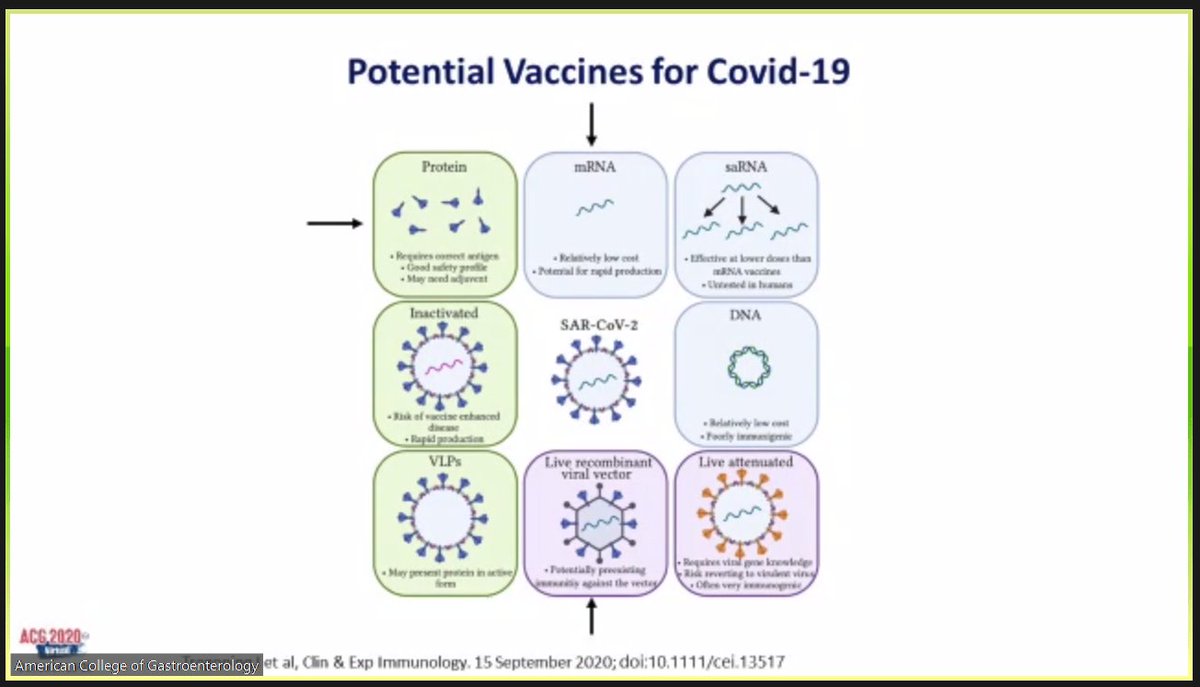 Potential Vaccines for Covid-19
Protein
• Requires correct antigen
• Good safety profile
• May need adjuvent
mRNA
• Relatively low cost
• Potential for rapid production
saRNA
• Effective at lower doses than
mRNA vaccines
• Untested in humans
Inactivated
• Risk of vaccine enhanced
disease
• Rapid production
SAR-CoV-2
DNA
• Relatively low cost
• Poorly immunigenic
VLPs
• May present protein in active
form
Live recombinant
viral vector
• Potentially preexisting
immunitiy against the vector
Live attenuated
• Requires viral gene knowledge
• Risk reverting to virulent virus
• Often very immunogenic
ACG 2020
Virtual
American College of Gastroenterology
et al, Clin & Exp Immunology. 15 September 2020; doi:10.1111/cei.13517